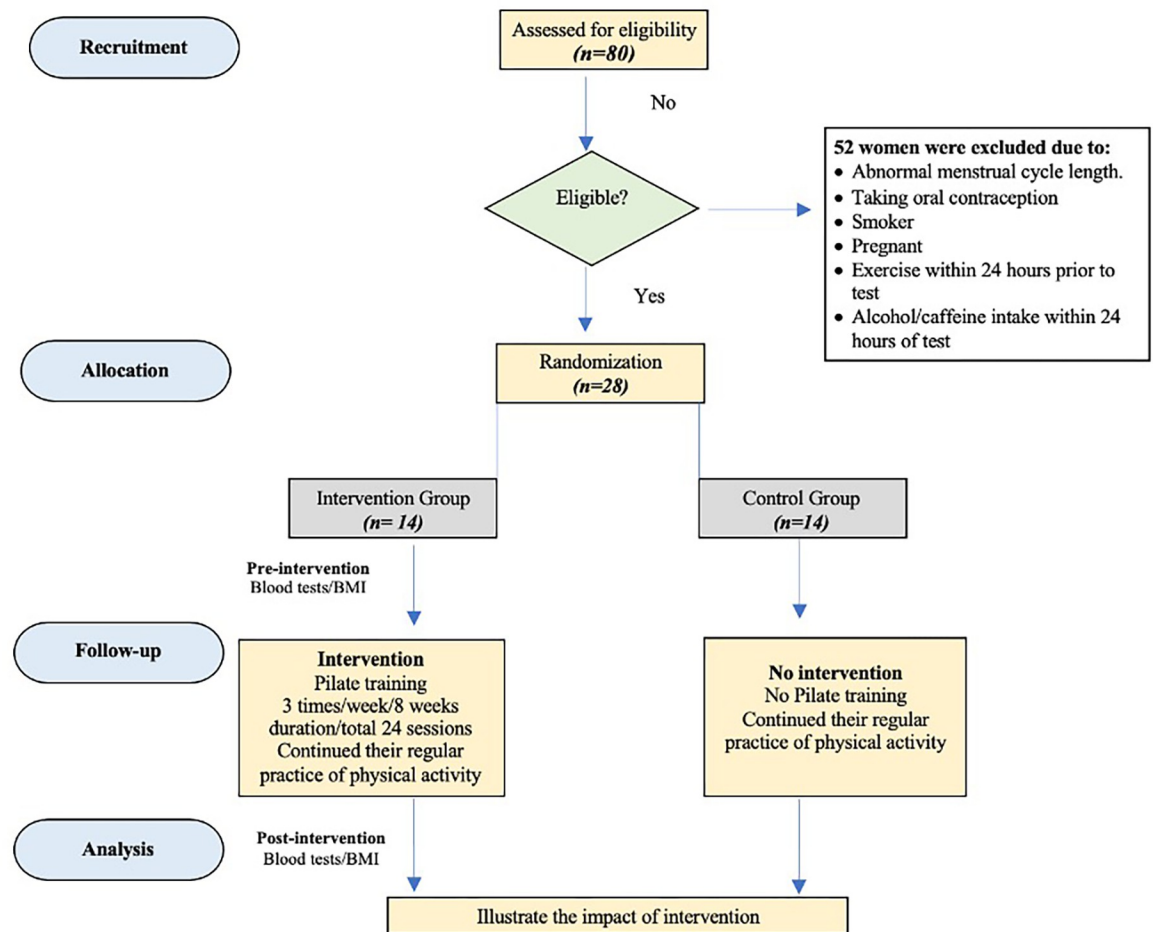 Recruitment
Assessed for eligibility
(n=80)
No
Eligible?
52 women were excluded due to:
• Abnormal menstrual cycle length.
• Taking oral contraception
• Smoker
• Pregnant
• Exercise within 24 hours prior to
test
• Alcohol/caffeine intake within 24
hours of test
Yes
Allocation
Randomization
(n=28)
Intervention Group
(n= 14)
Control Group
(n=14)
Pre-intervention
Blood tests/BMI
Follow-up
Intervention
Pilate training
3 times/week/8 weeks
duration/total 24 sessions
Continued their regular
practice of physical activity
No intervention
No Pilate training
Continued their regular
practice of physical activity
Analysis
Post-intervention
Blood tests/BMI
Illustrate the impact of intervention